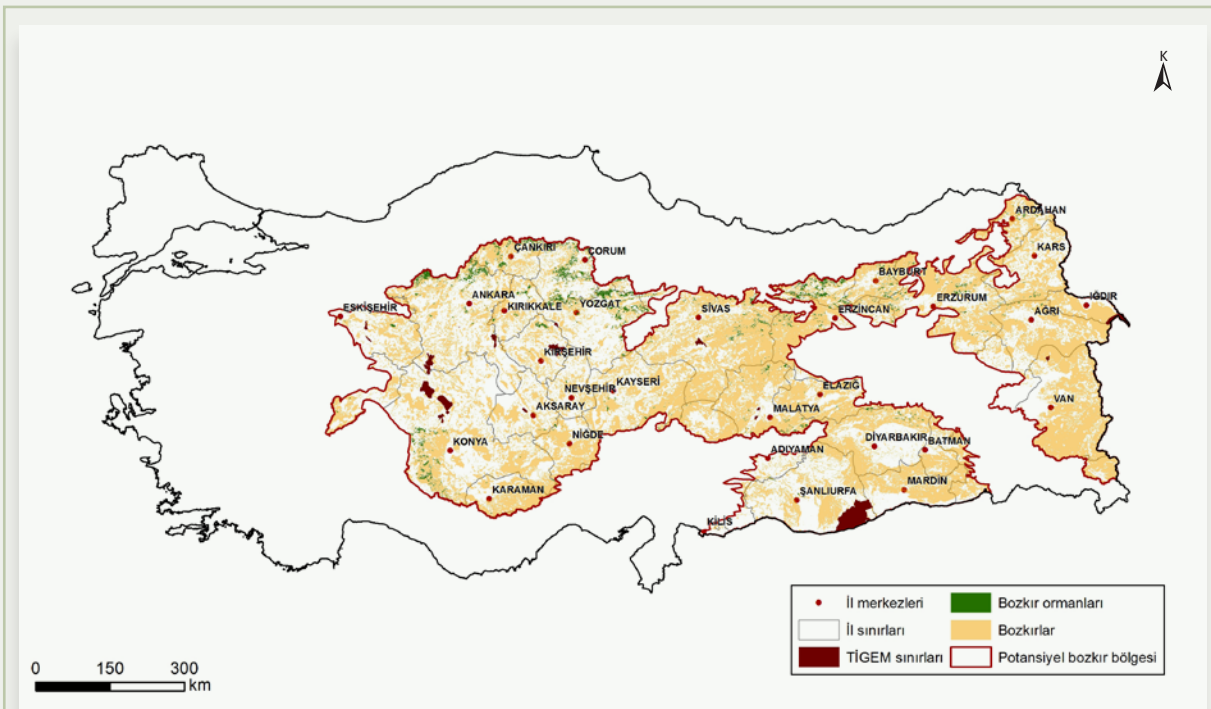 K
ARDAHAN
KARS
ÇANKIRI
ÇORUM
BAYBURT
ANKARA
ESKİŞEHİR
KIRIKKALE
YOZGAT
SİVAS
ERZİNCAN
ERZURUM
IĞDIR
AĞRI
KIRŞEHİR
NEVŞEHİR
KAYSERİ
ELAZIĞ
VAN
AKSARAY
MALATYA
KONYA
NİĞDE
DİYARBAKIR
BATMAN
ADIYAMAN
KARAMAN
ŞANLIURFA
MARDİN
KİLİS
İl merkezleri
Bozkır ormanları
İl sınırları
Bozkırlar
TİGEM sınırları
Potansiyel bozkır bölgesi
0 150 300
km